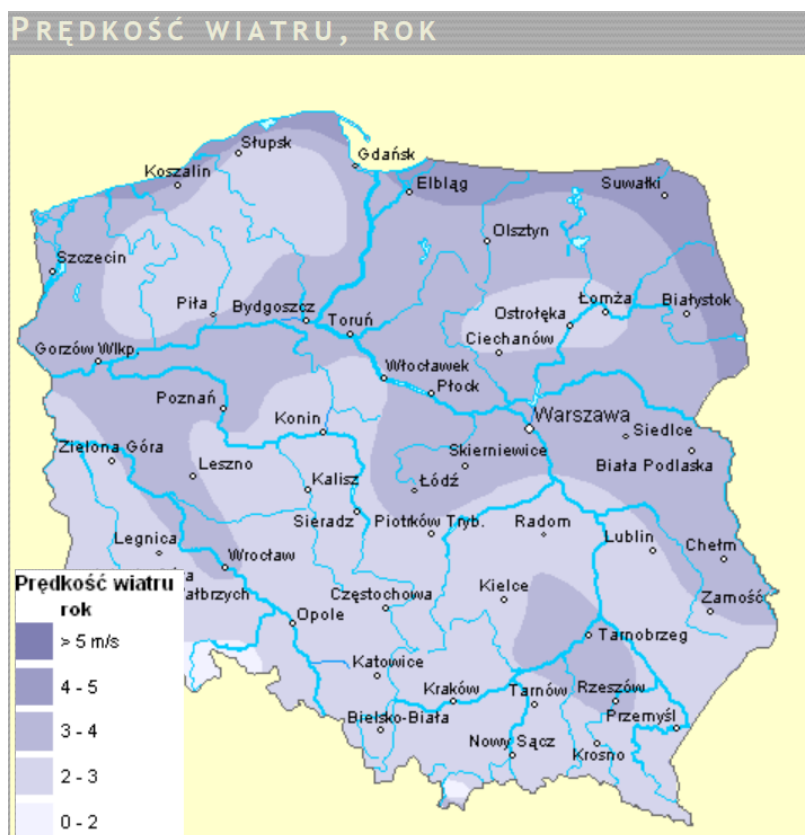 PRĘDKOŚĆ WIATRU, ROK
Słupsk
Gdańsk
Koszalin
Elbląg
Suwałki
Olsztyn
Szczecin
Piła
Bydgoszcz
Toruń
Ostrołęka
Łomża
Białystok
Ciechanów
Gorzów Wlkp.
Włocławek
Płock
Poznań
Konin
Warszawa
Siedlce
Zielona Góra
Leszno
Skierniewice
Biała Podlaska
Kalisz
Łódź
Sieradz
Piotrków Tryb.
Radom
Lublin
Legnica
Wrocław
Chełm
Kielce
Częstochowa
Zamość
Opole
Tarnobrzeg
Katowice
Kraków
Tarnów
Rzeszów
Przemyśl
Bielsko-Biała
Nowy Sącz
Krosno
Prędkość wiatru
rok
> 5 m/s
4 - 5
3 - 4
2 - 3
0 - 2